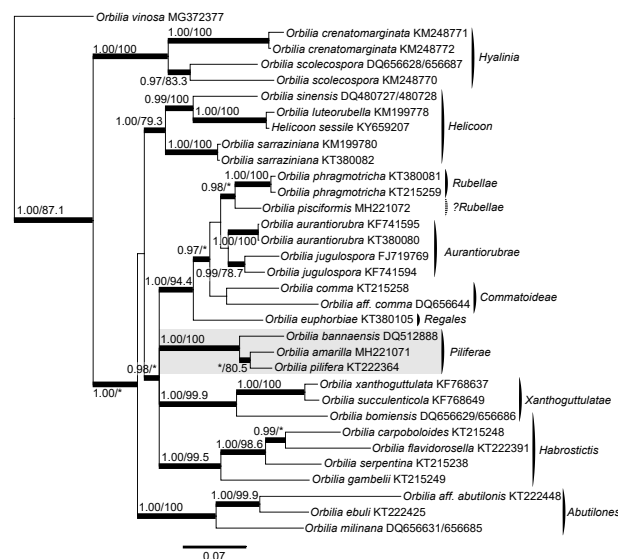 Orbilia vinosa MG372377
1.00/100
Orbilia crenatomarginata KM248771
1.00/100
Orbilia crenatomarginata KM248772
Orbilia scolecospora DQ656628/656687
Hyalinia
0.97/83.3
Orbilia scolecospora KM248770
0.99/100
Orbilia sinensis DQ480727/480728
1.00/100
Orbilia luteorubella KM199778
1.00/79.3
Helicoon sessile KY659207
Helicoon
1.00/100
Orbilia sarraziniana KM199780
Orbilia sarraziniana KT380082
1.00/100
Orbilia phragmotricha KT380081
Rubellae
0.98/*
Orbilia phragmotricha KT215259
Orbilia pisciformis MH221072
?Rubellae
1.00/87.1
Orbilia aurantiorubra KF741595
1.00/100
Orbilia aurantiorubra KT380080
0.97/*
Aurantiorubrae
Orbilia jugulospora FJ719769
0.99/78.7
Orbilia jugulospora KF741594
1.00/94.4
Orbilia comma KT215258
Commatoideae
Orbilia aff. comma DQ656644
Orbilia euphorbiae KT380105
Regales
1.00/100
Orbilia bannaensis DQ512888
Orbilia amarilla MH221071
Piliferae
*/80.5
Orbilia pilifera KT222364
0.98/*
1.00/100
Orbilia xanthoguttulata KF768637
1.00/*
1.00/99.9
Orbilia succulenticola KF768649
Xanthoguttulatae
Orbilia bomiensis DQ656629/656686
0.99/*
Orbilia carpoboloides KT215248
1.00/98.6
Orbilia flavidorosella KT222391
Habrostictis
1.00/99.5
Orbilia serpentina KT215238
Orbilia gambelii KT215249
1.00/99.9
Orbilia aff. abutilonis KT222448
1.00/100
Orbilia ebuli KT222425
Abutilones
Orbilia milinana DQ656631/656685
0.07